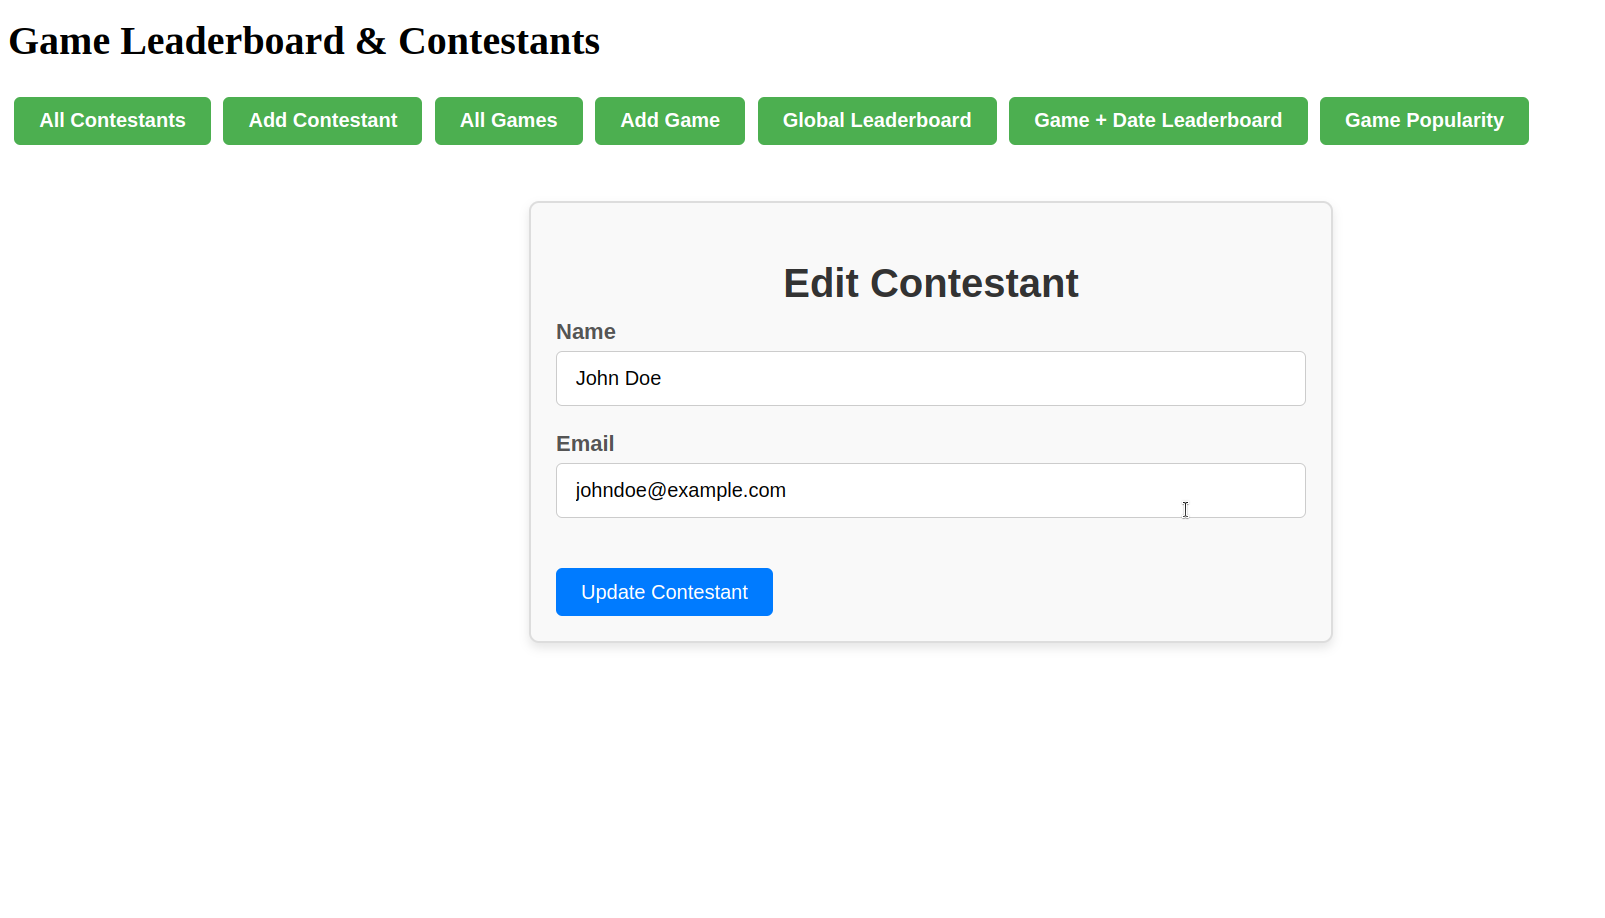 Game Leaderboard & Contestants
All Contestants Add Contestant All Games Add Game Global Leaderboard Game + Date Leaderboard Game Popularity
Edit Contestant
Name
John Doe
Email
johndoe@example.com
Update Contestant